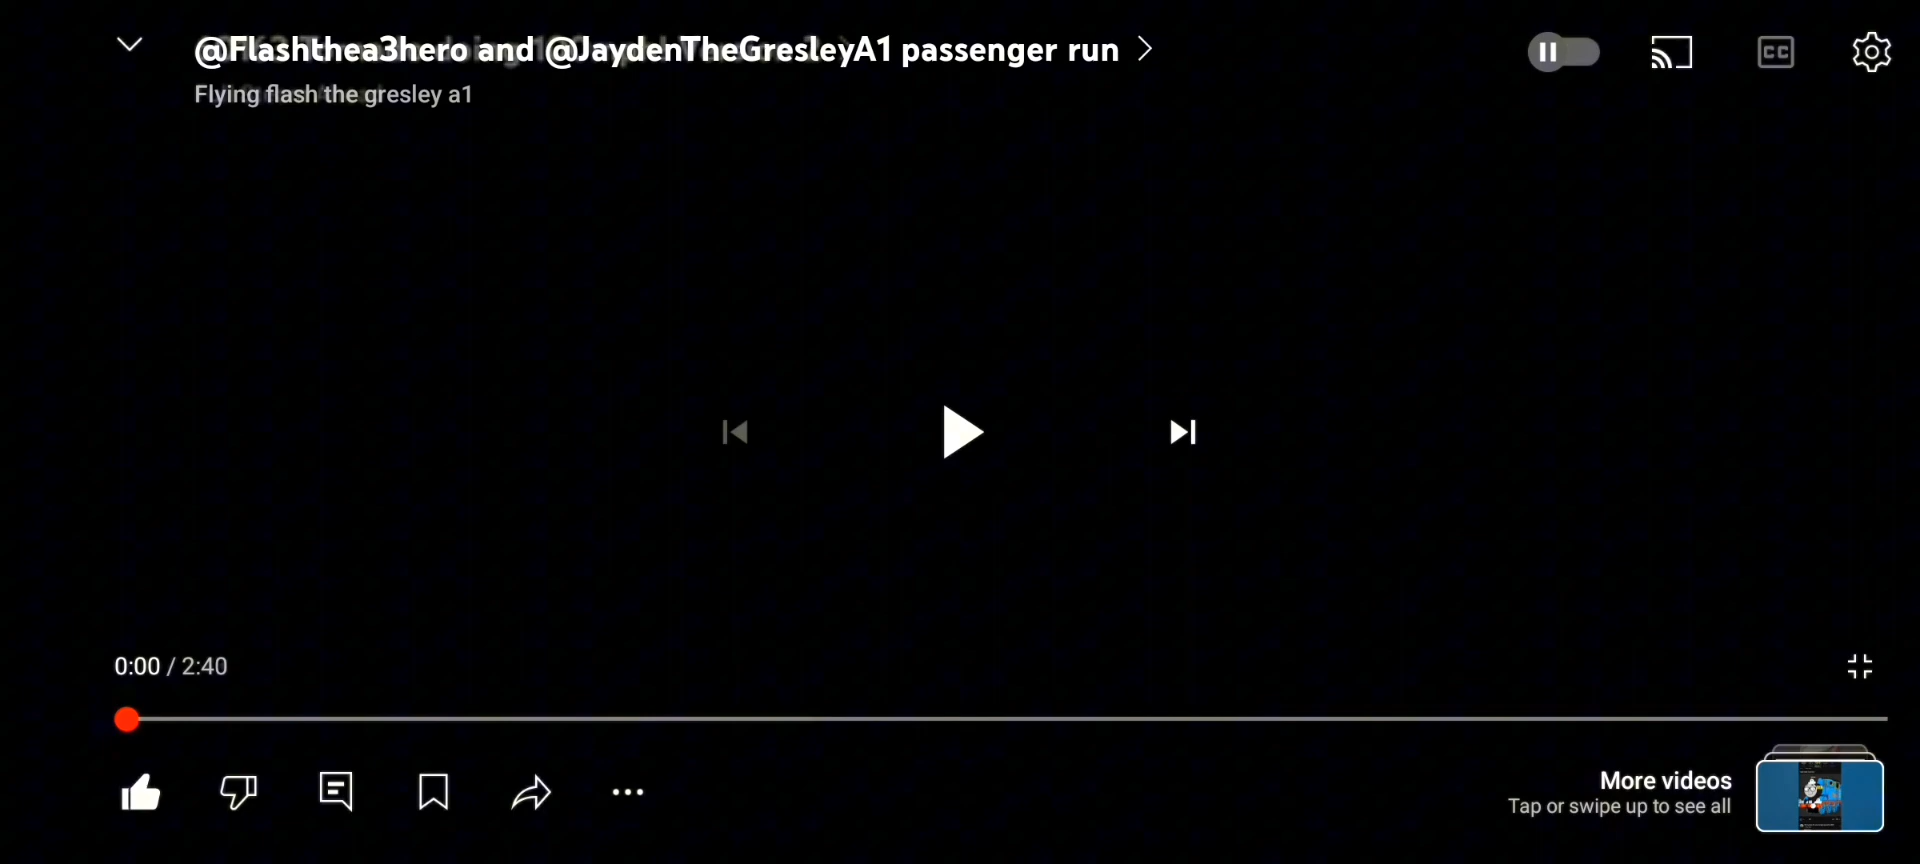 @Flashthea3hero and @JaydenTheGresleyA1 passenger run
Flying flash the gresley a1
CC
0:00 / 2:40
More videos
Tap or swipe up to see all